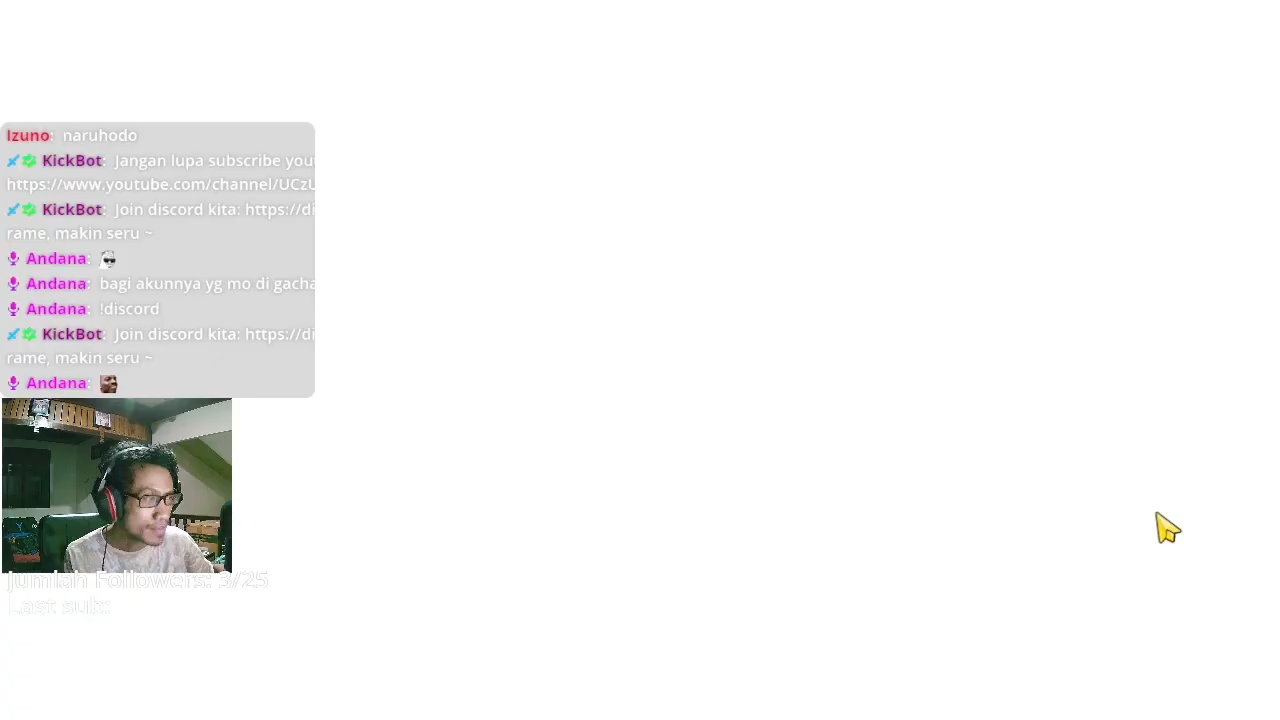 Izuno: naruhodo
KickBot: Jangan lupa subscribe you
https://www.youtube.com/channel/UCzU
KickBot: Join discord kita: https://di
rame, makin seru ~
Andana:
Andana: bagi akunnya yg mo di gacha
Andana: !discord
KickBot: Join discord kita: https://di
rame, makin seru ~
Andana:
Jumlah Followers: 3/25
Last sub: